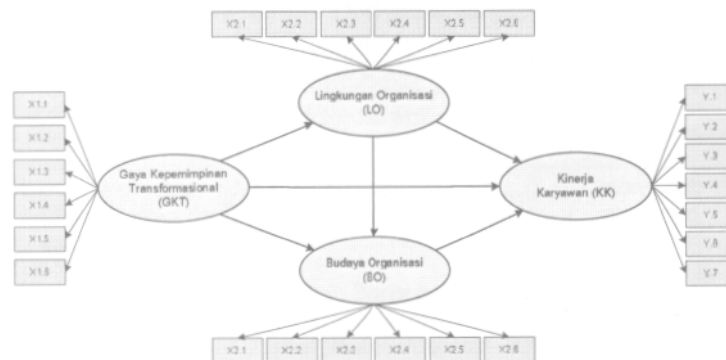 X2.1 X2.2 X2.3 X2.4 X2.5 X2.6
Lingkungan Organisasi
(LO)
X1.1
X1.2
X1.3
X1.4
X1.5
X1.6
Gaya Kepemimpinan
Transformasional
(GKT)
Kinerja
Karyawan (KK)
Y.1
Y.2
Y.3
Y.4
Y.5
Y.6
Y.7
Budaya Organisasi
(BO)
X2.1 X2.2 X2.3 X2.4 X2.5 X2.6